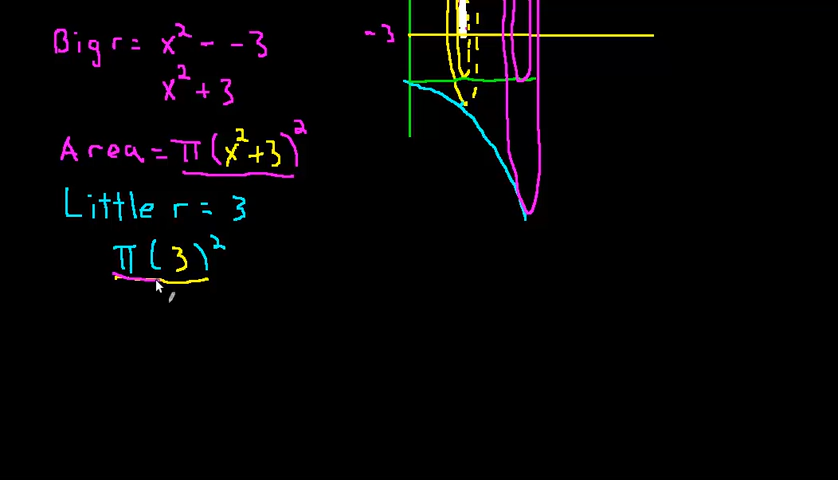 Big r = x² - -3
x² + 3
Area = π(x²+3)²
Little r = 3
π(3)²
-3